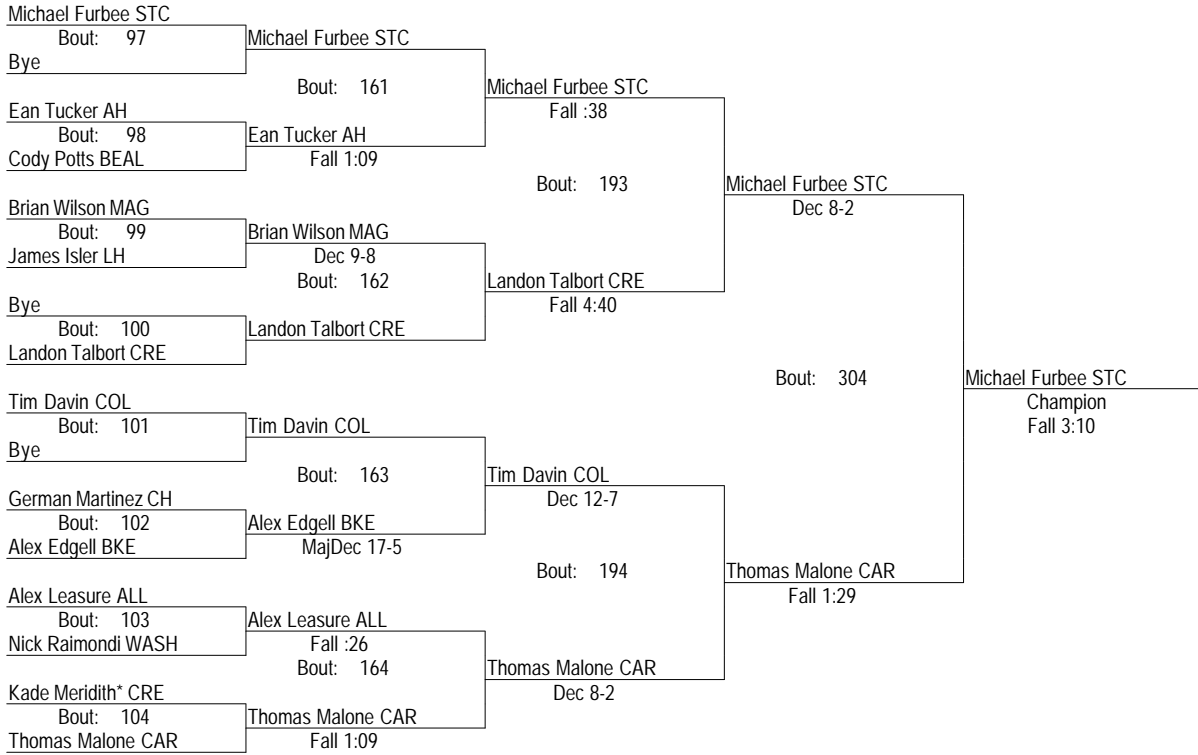 Michael Furbee STC
Bout: 97
Bye
Michael Furbee STC
Bout: 161
Ean Tucker AH
Bout: 98
Cody Potts BEAL
Ean Tucker AH
Fall 1:09
Michael Furbee STC
Fall :38
Bout: 193
Brian Wilson MAG
Bout: 99
James Isler LH
Brian Wilson MAG
Dec 9-8
Bout: 162
Bye
Bout: 100
Landon Talbort CRE
Landon Talbort CRE
Landon Talbort CRE
Fall 4:40
Michael Furbee STC
Dec 8-2
Bout: 304
Tim Davin COL
Bout: 101
Bye
Tim Davin COL
Bout: 163
German Martinez CH
Bout: 102
Alex Edgell BKE
Alex Edgell BKE
MajDec 17-5
Tim Davin COL
Dec 12-7
Bout: 194
Alex Leasure ALL
Bout: 103
Nick Raimondi WASH
Alex Leasure ALL
Fall :26
Bout: 164
Kade Meridith* CRE
Bout: 104
Thomas Malone CAR
Thomas Malone CAR
Fall 1:09
Thomas Malone CAR
Dec 8-2
Thomas Malone CAR
Fall 1:29
Michael Furbee STC
Champion
Fall 3:10